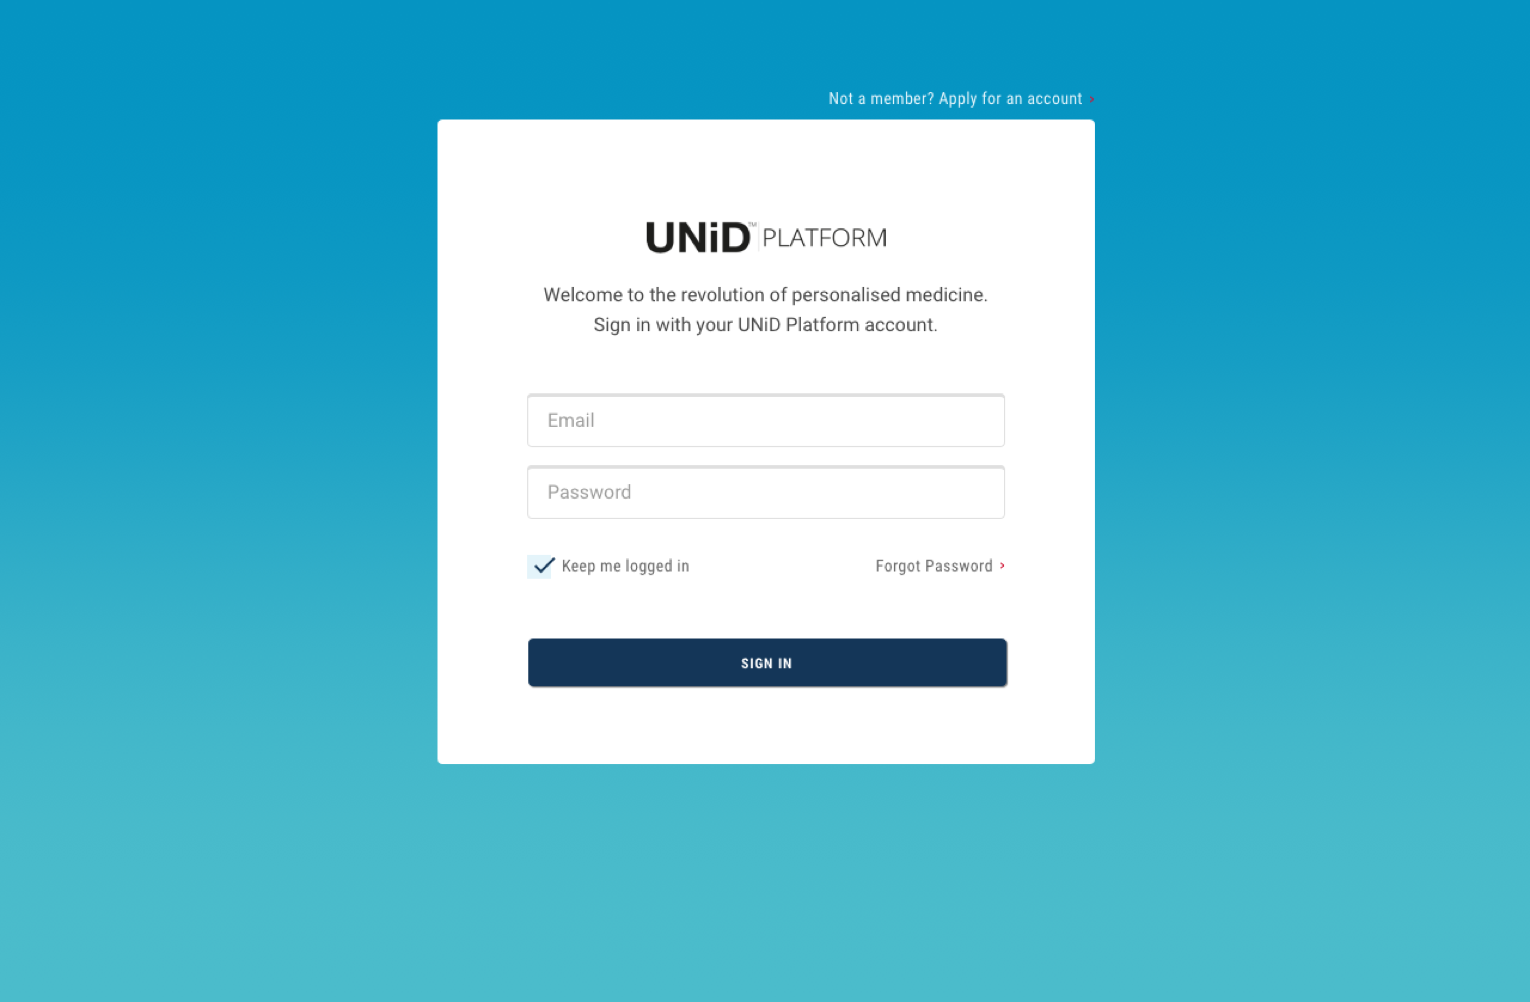 Not a member? Apply for an account ›
UNiD™ PLATFORM
Welcome to the revolution of personalised medicine.
Sign in with your UNiD Platform account.
Email
Password
Keep me logged in
Forgot Password ›
SIGN IN